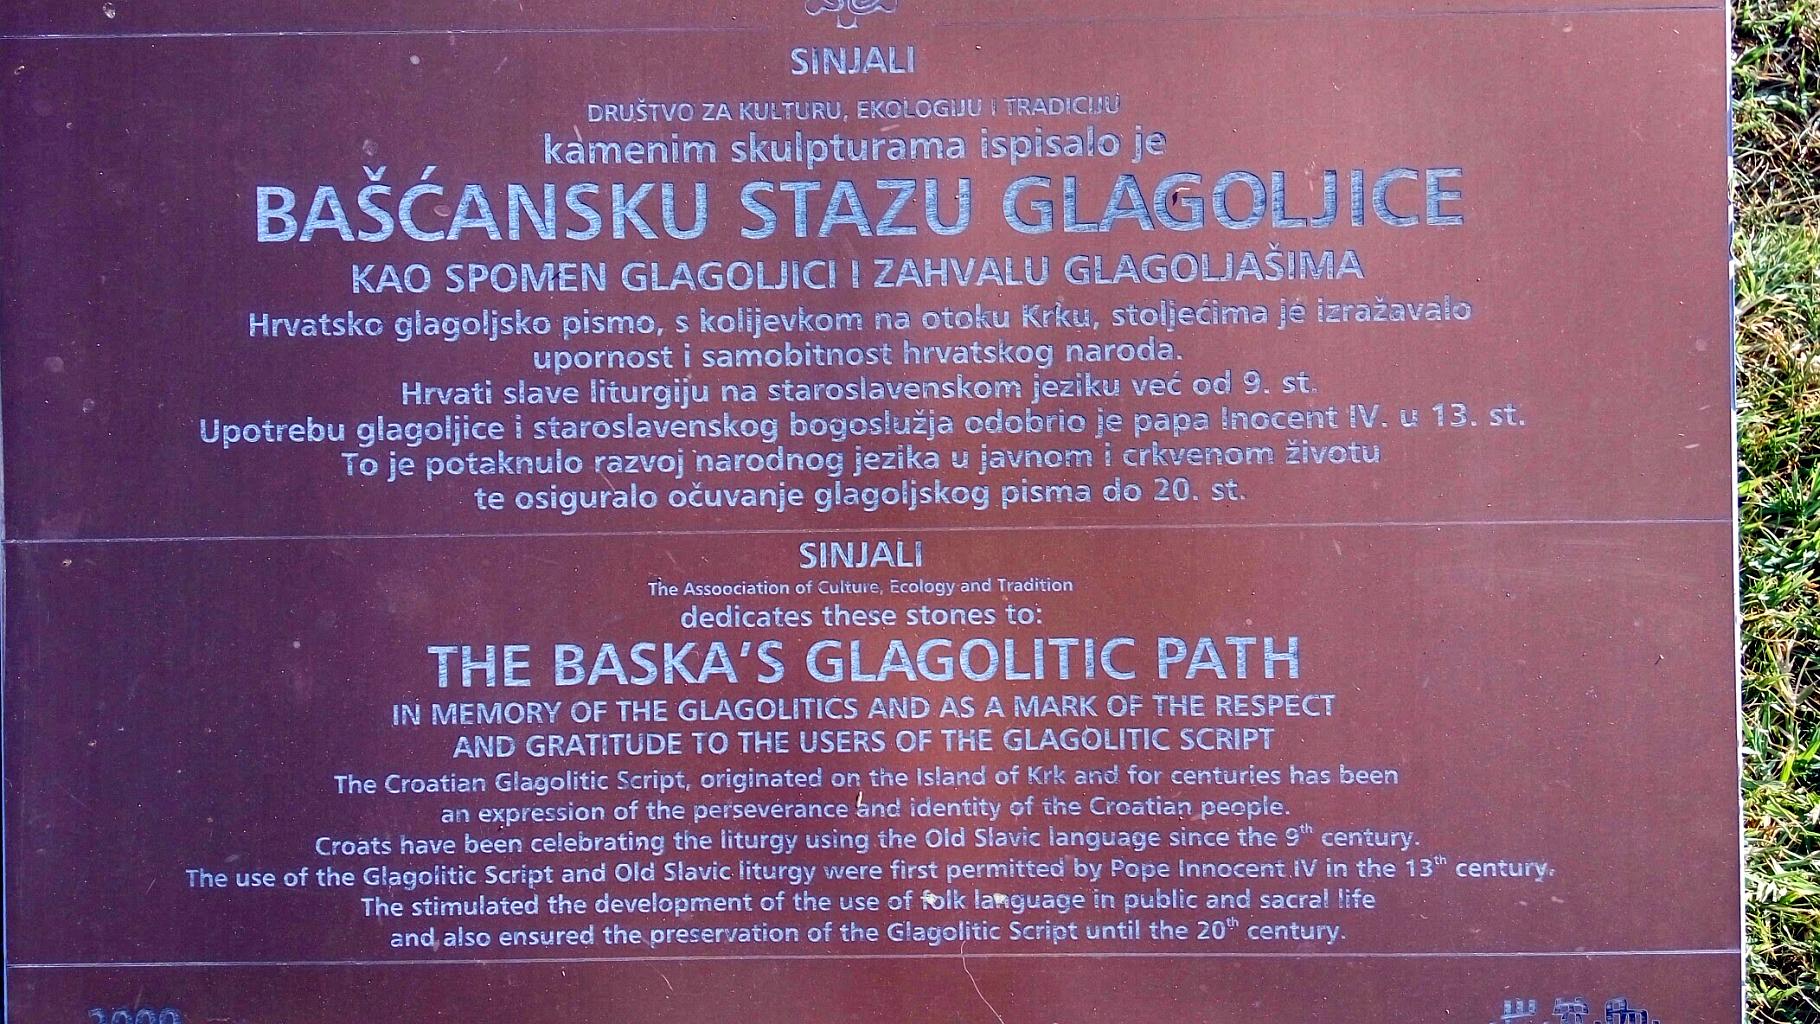 SINJALI
DRUŠTVO ZA KULTURU, EKOLOGIJU I TRADICIJU
kamenim skulpturama ispisalo je
BAŠĆANSKU STAZU GLAGOLJICE
KAO SPOMEN GLAGOLJICI I ZAHVALU GLAGOLJAŠIMA
Hrvatsko glagoljsko pismo, s kolijevkom na otoku Krku, stoljećima je izražavalo
upornost i samobitnost hrvatskog naroda.
Hrvati slave liturgiju na staroslavenskom jeziku već od 9. st.
Upotrebu glagoljice i staroslavenskog bogoslužja odobrio je papa Inocent IV. u 13. st.
To je potaknulo razvoj narodnog jezika u javnom i crkvenom životu
te osiguralo očuvanje glagoljskog pisma do 20. st.
SINJALI
The Assoociation of Culture, Ecology and Tradition
dedicates these stones to:
THE BASKA'S GLAGOLITIC PATH
IN MEMORY OF THE GLAGOLITICS AND AS A MARK OF THE RESPECT
AND GRATITUDE TO THE USERS OF THE GLAGOLITIC SCRIPT
The Croatian Glagolitic Script, originated on the Island of Krk and for centuries has been
an expression of the perseverance and identity of the Croatian people.
Croats have been celebrating the liturgy using the Old Slavic language since the 9th century.
The use of the Glagolitic Script and Old Slavic liturgy were first permitted by Pope Innocent IV in the 13th century.
The stimulated the development of the use of folk language in public and sacral life
and also ensured the preservation of the Glagolitic Script until the 20th century.